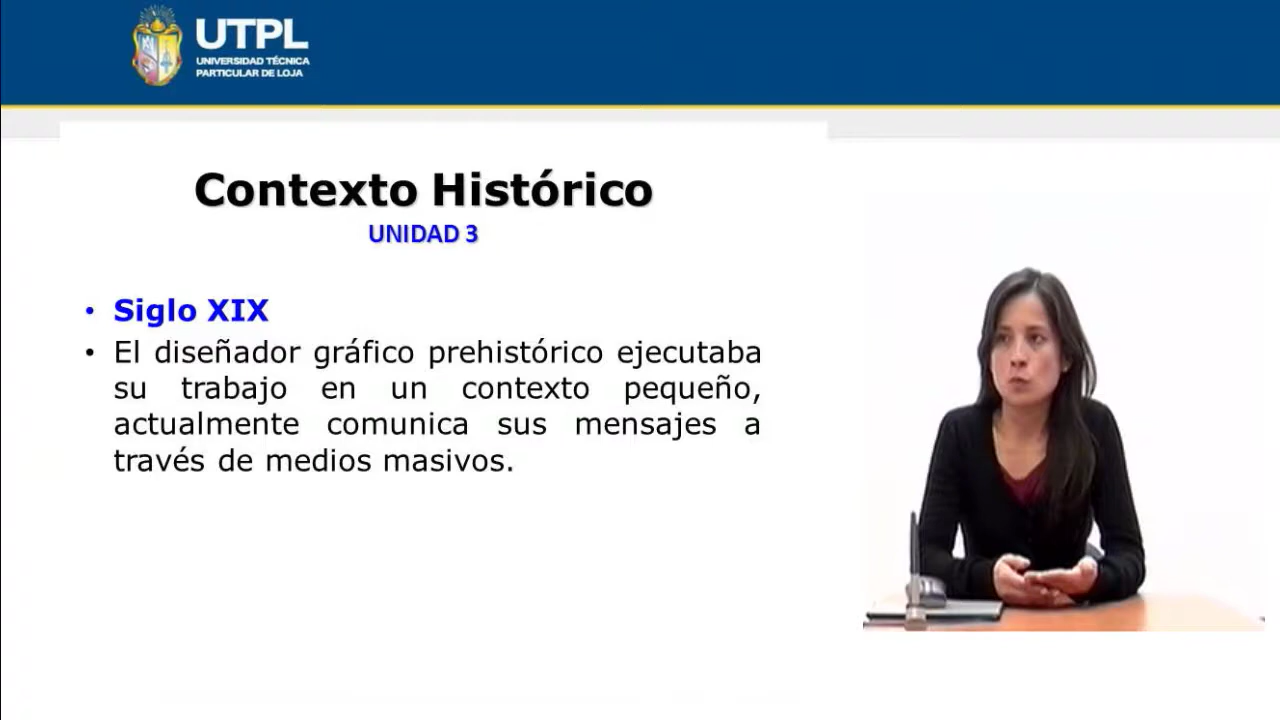 UTPL
UNIVERSIDAD TÉCNICA
PARTICULAR DE LOJA
Contexto Histórico
UNIDAD 3
• Siglo XIX
• El diseñador gráfico prehistórico ejecutaba
su trabajo en un contexto pequeño,
actualmente comunica sus mensajes a
través de medios masivos.